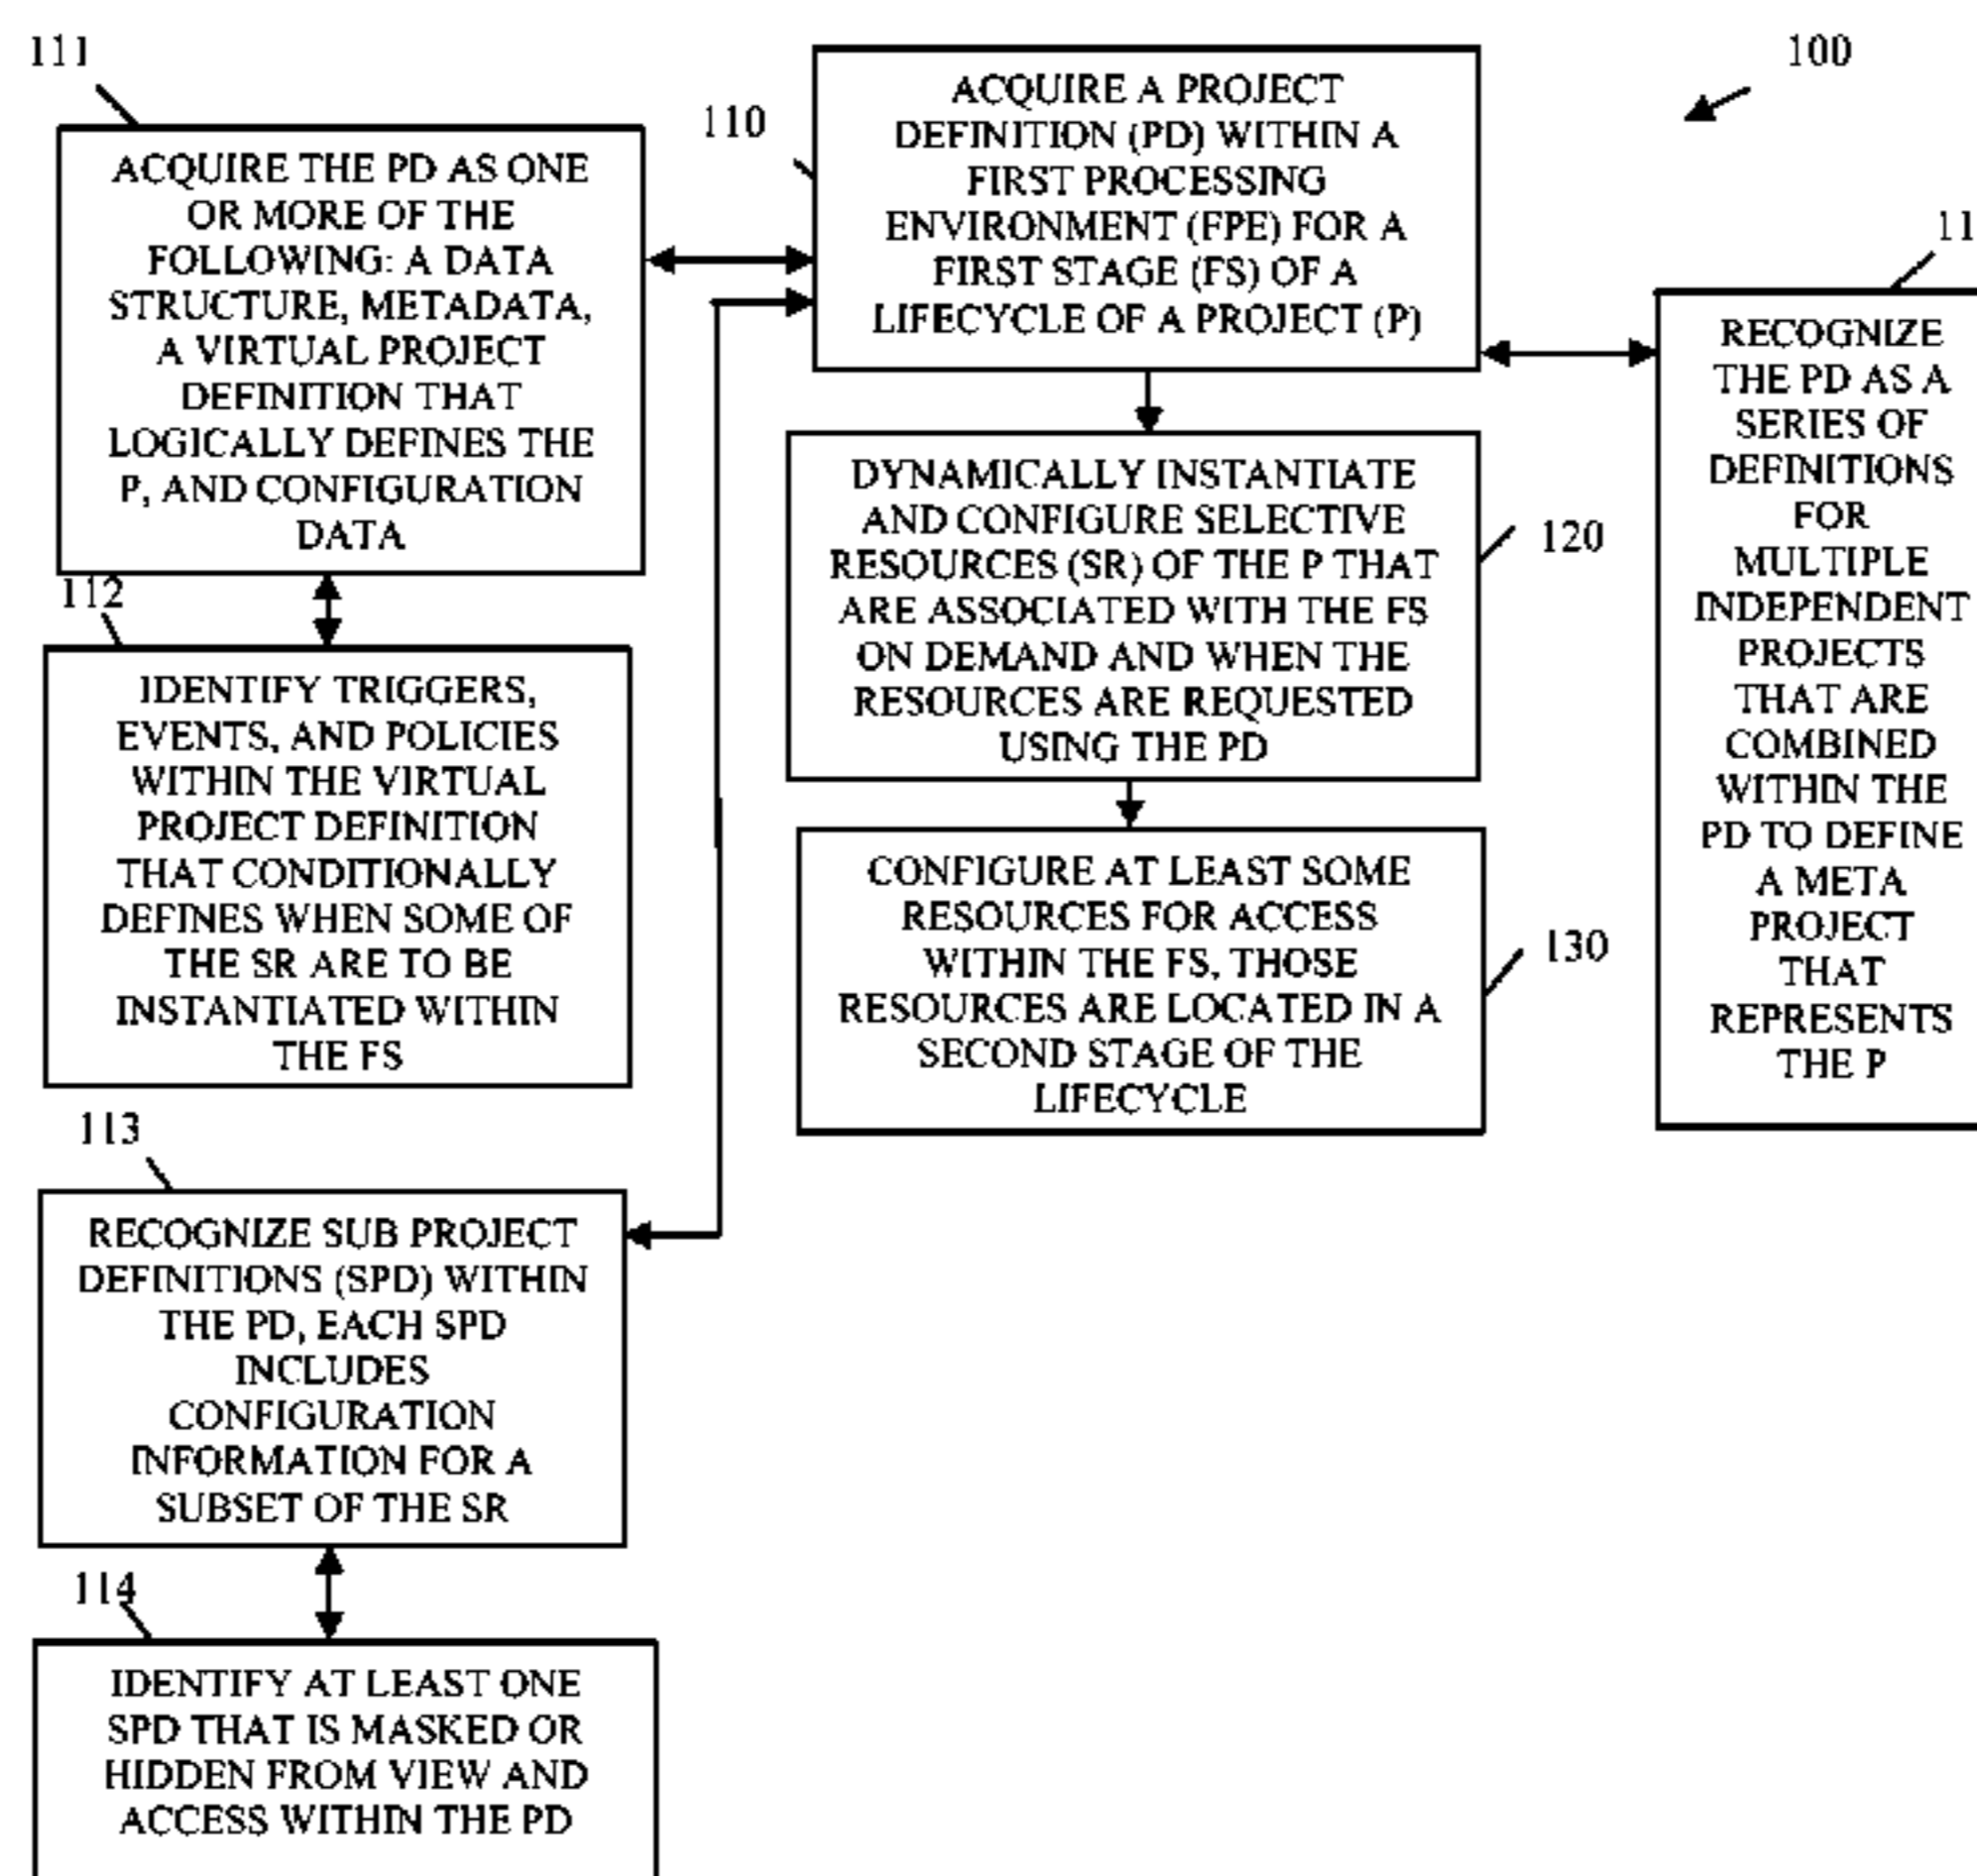 111
ACQUIRE THE PD AS ONE
OR MORE OF THE
FOLLOWING: A DATA
STRUCTURE, METADATA,
A VIRTUAL PROJECT
DEFINITION THAT
LOGICALLY DEFINES THE
P, AND CONFIGURATION
DATA
112
IDENTIFY TRIGGERS,
EVENTS, AND POLICIES
WITHIN THE VIRTUAL
PROJECT DEFINITION
THAT CONDITIONALLY
DEFINES WHEN SOME OF
THE SR ARE TO BE
INSTANTIATED WITHIN
THE FS
113
RECOGNIZE SUB PROJECT
DEFINITIONS (SPD) WITHIN
THE PD, EACH SPD
INCLUDES
CONFIGURATION
INFORMATION FOR A
SUBSET OF THE SR
114
IDENTIFY AT LEAST ONE
SPD THAT IS MASKED OR
HIDDEN FROM VIEW AND
ACCESS WITHIN THE PD
110
ACQUIRE A PROJECT
DEFINITION (PD) WITHIN A
FIRST PROCESSING
ENVIRONMENT (FPE) FOR A
FIRST STAGE (FS) OF A
LIFECYCLE OF A PROJECT (P)
DYNAMICALLY INSTANTIATE
AND CONFIGURE SELECTIVE
RESOURCES (SR) OF THE P THAT
ARE ASSOCIATED WITH THE FS
ON DEMAND AND WHEN THE
RESOURCES ARE REQUESTED
USING THE PD
120
CONFIGURE AT LEAST SOME
RESOURCES FOR ACCESS
WITHIN THE FS, THOSE
RESOURCES ARE LOCATED IN A
SECOND STAGE OF THE
LIFECYCLE
130
100
11
RECOGNIZE
THE PD AS A
SERIES OF
DEFINITIONS
FOR
MULTIPLE
INDEPENDENT
PROJECTS
THAT ARE
COMBINED
WITHIN THE
PD TO DEFINE
A META
PROJECT
THAT
REPRESENTS
THE P